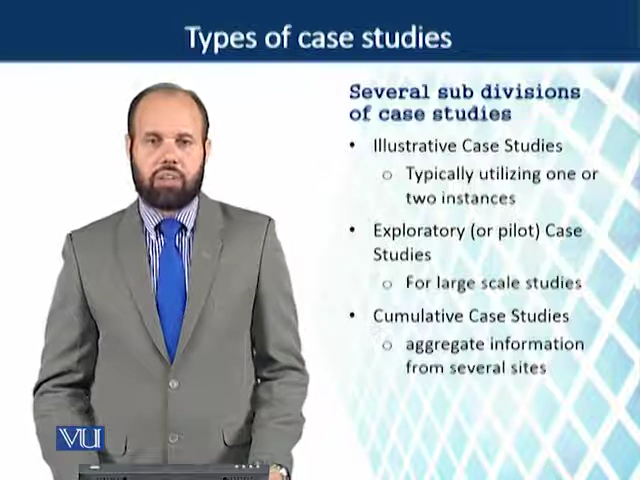 Types of case studies
Several sub divisions
of case studies
• Illustrative Case Studies
o Typically utilizing one or
two instances
• Exploratory (or pilot) Case
Studies
o For large scale studies
• Cumulative Case Studies
o aggregate information
from several sites
VU